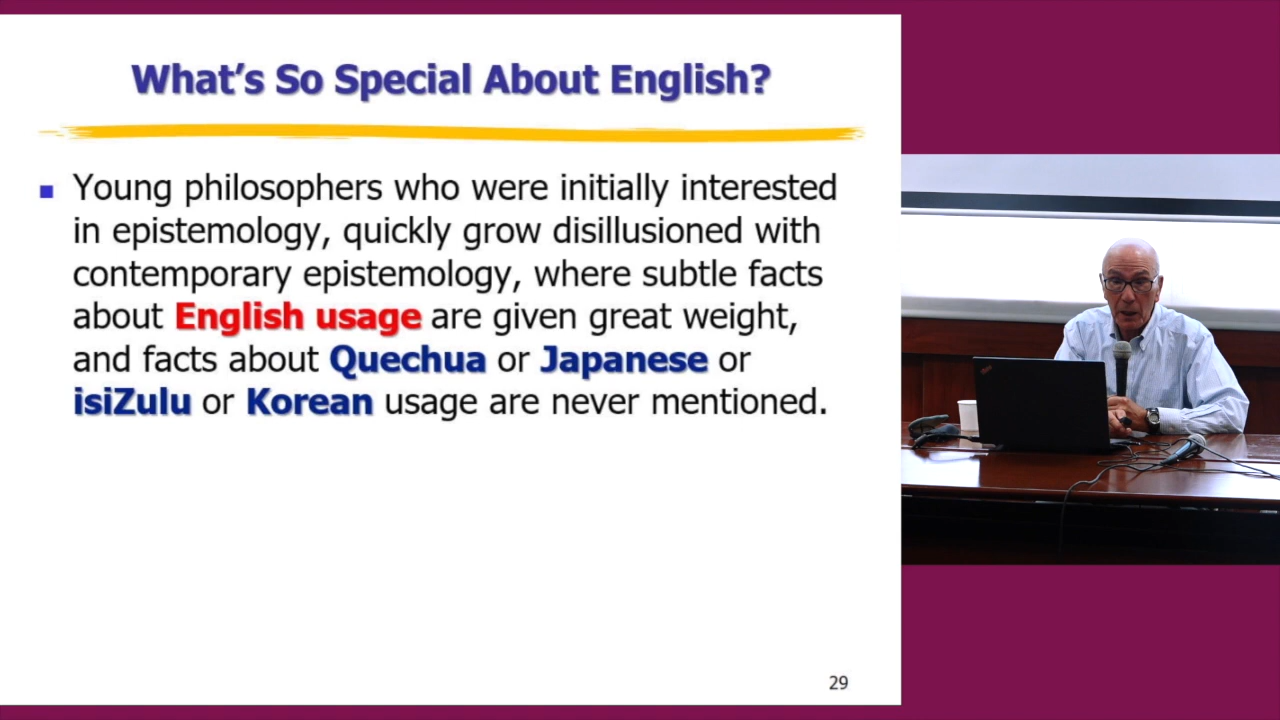 What's So Special About English?
Young philosophers who were initially interested
in epistemology, quickly grow disillusioned with
contemporary epistemology, where subtle facts
about English usage are given great weight,
and facts about Quechua or Japanese or
isiZulu or Korean usage are never mentioned.
29